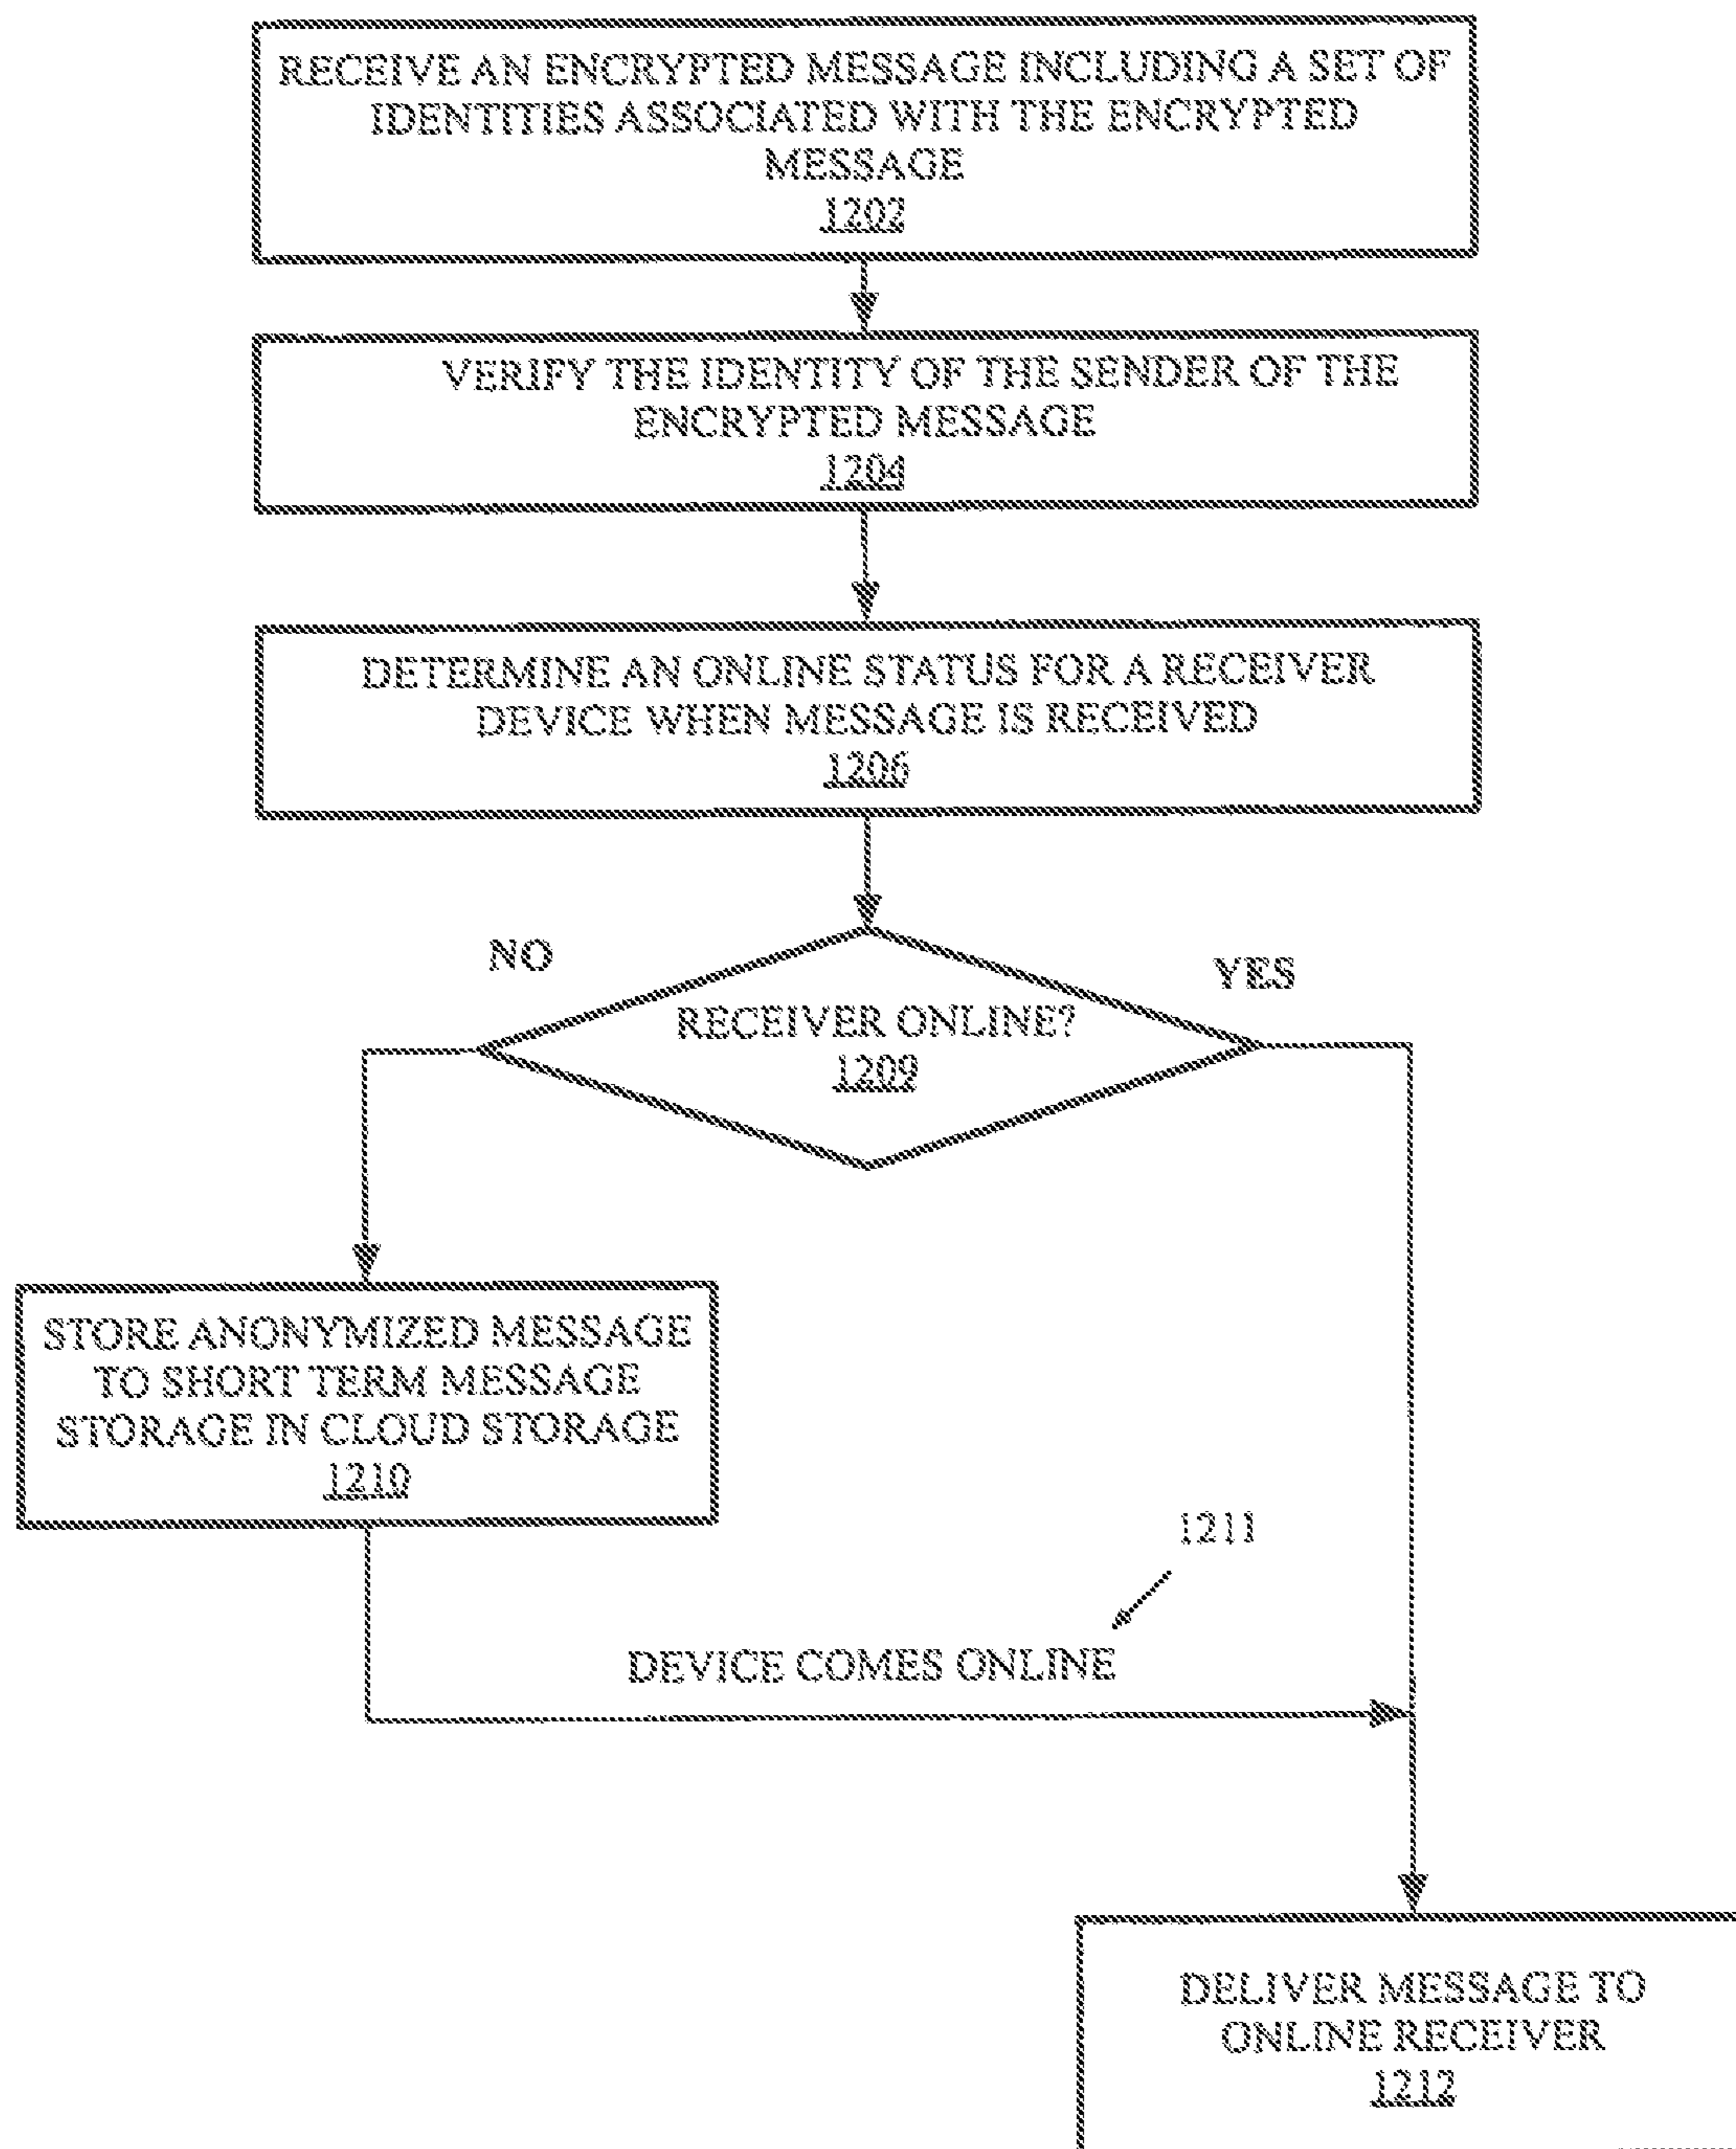 RECEIVE AN ENCRYPTED MESSAGE INCLUDING A SET OF
IDENTITIES ASSOCIATED WITH THE ENCRYPTED
MESSAGE
1202
VERIFY THE IDENTITY OF THE SENDER OF THE
ENCRYPTED MESSAGE
1204
DETERMINE AN ONLINE STATUS FOR A RECEIVER
DEVICE WHEN MESSAGE IS RECEIVED
1206
NO
YES
RECEIVER ONLINE?
1209
STORE ANONYMIZED MESSAGE
TO SHORT TERM MESSAGE
STORAGE IN CLOUD STORAGE
1210
1211
DEVICE COMES ONLINE
DELIVER MESSAGE TO
ONLINE RECEIVER
1212